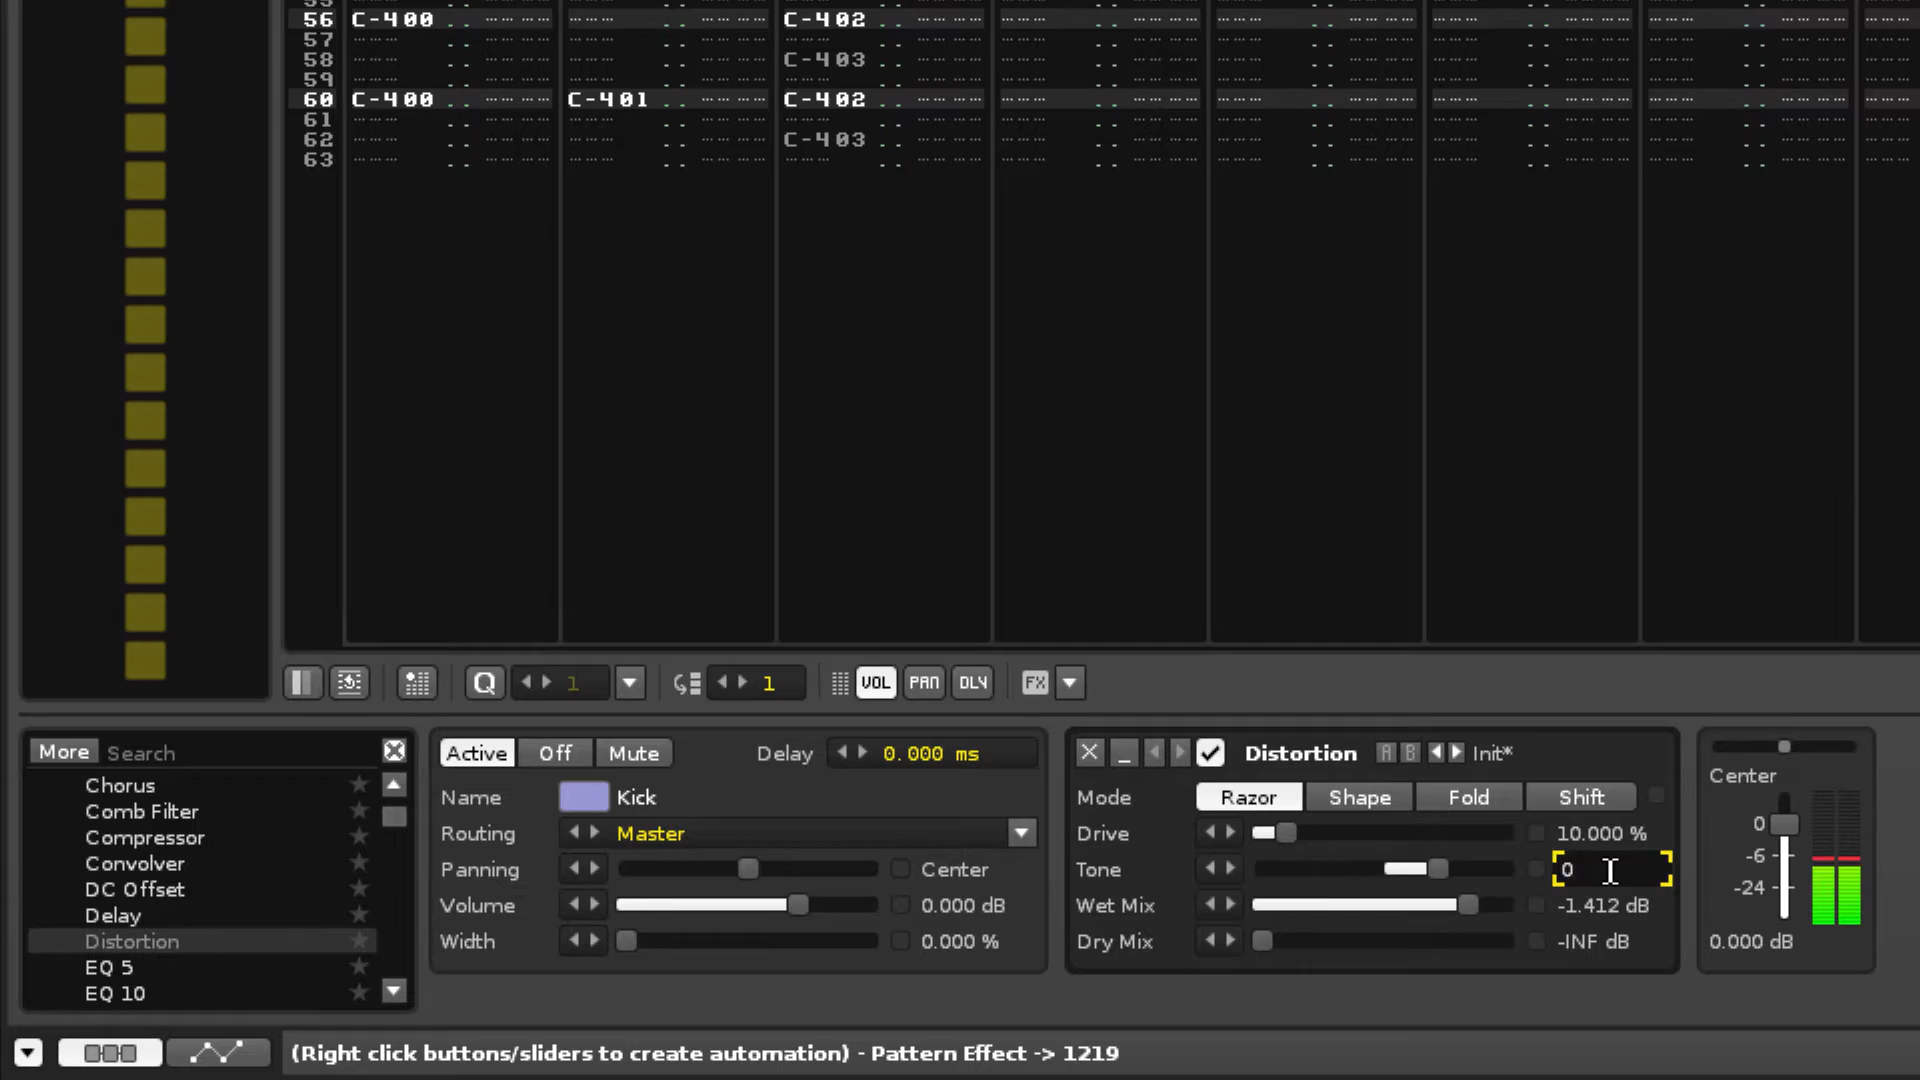 55
56 C-400 C-402
57
58 C-403
59
60 C-400 C-401 C-402
61
62 C-403
63
Q 1 1 VOL PAN DLY FX
More Search
Chorus
Comb Filter
Compressor
Convolver
DC Offset
Delay
Distortion
EQ 5
EQ 10
Active Off Mute Delay 0.000 ms
Name Kick
Routing Master
Panning Center
Volume 0.000 dB
Width 0.000 %
Distortion A B Init*
Mode Razor Shape Fold Shift
Drive 10.000 %
Tone 0
Wet Mix -1.412 dB
Dry Mix -INF dB
Center
0
-6
-24
0.000 dB
(Right click buttons/sliders to create automation) - Pattern Effect -> 1219